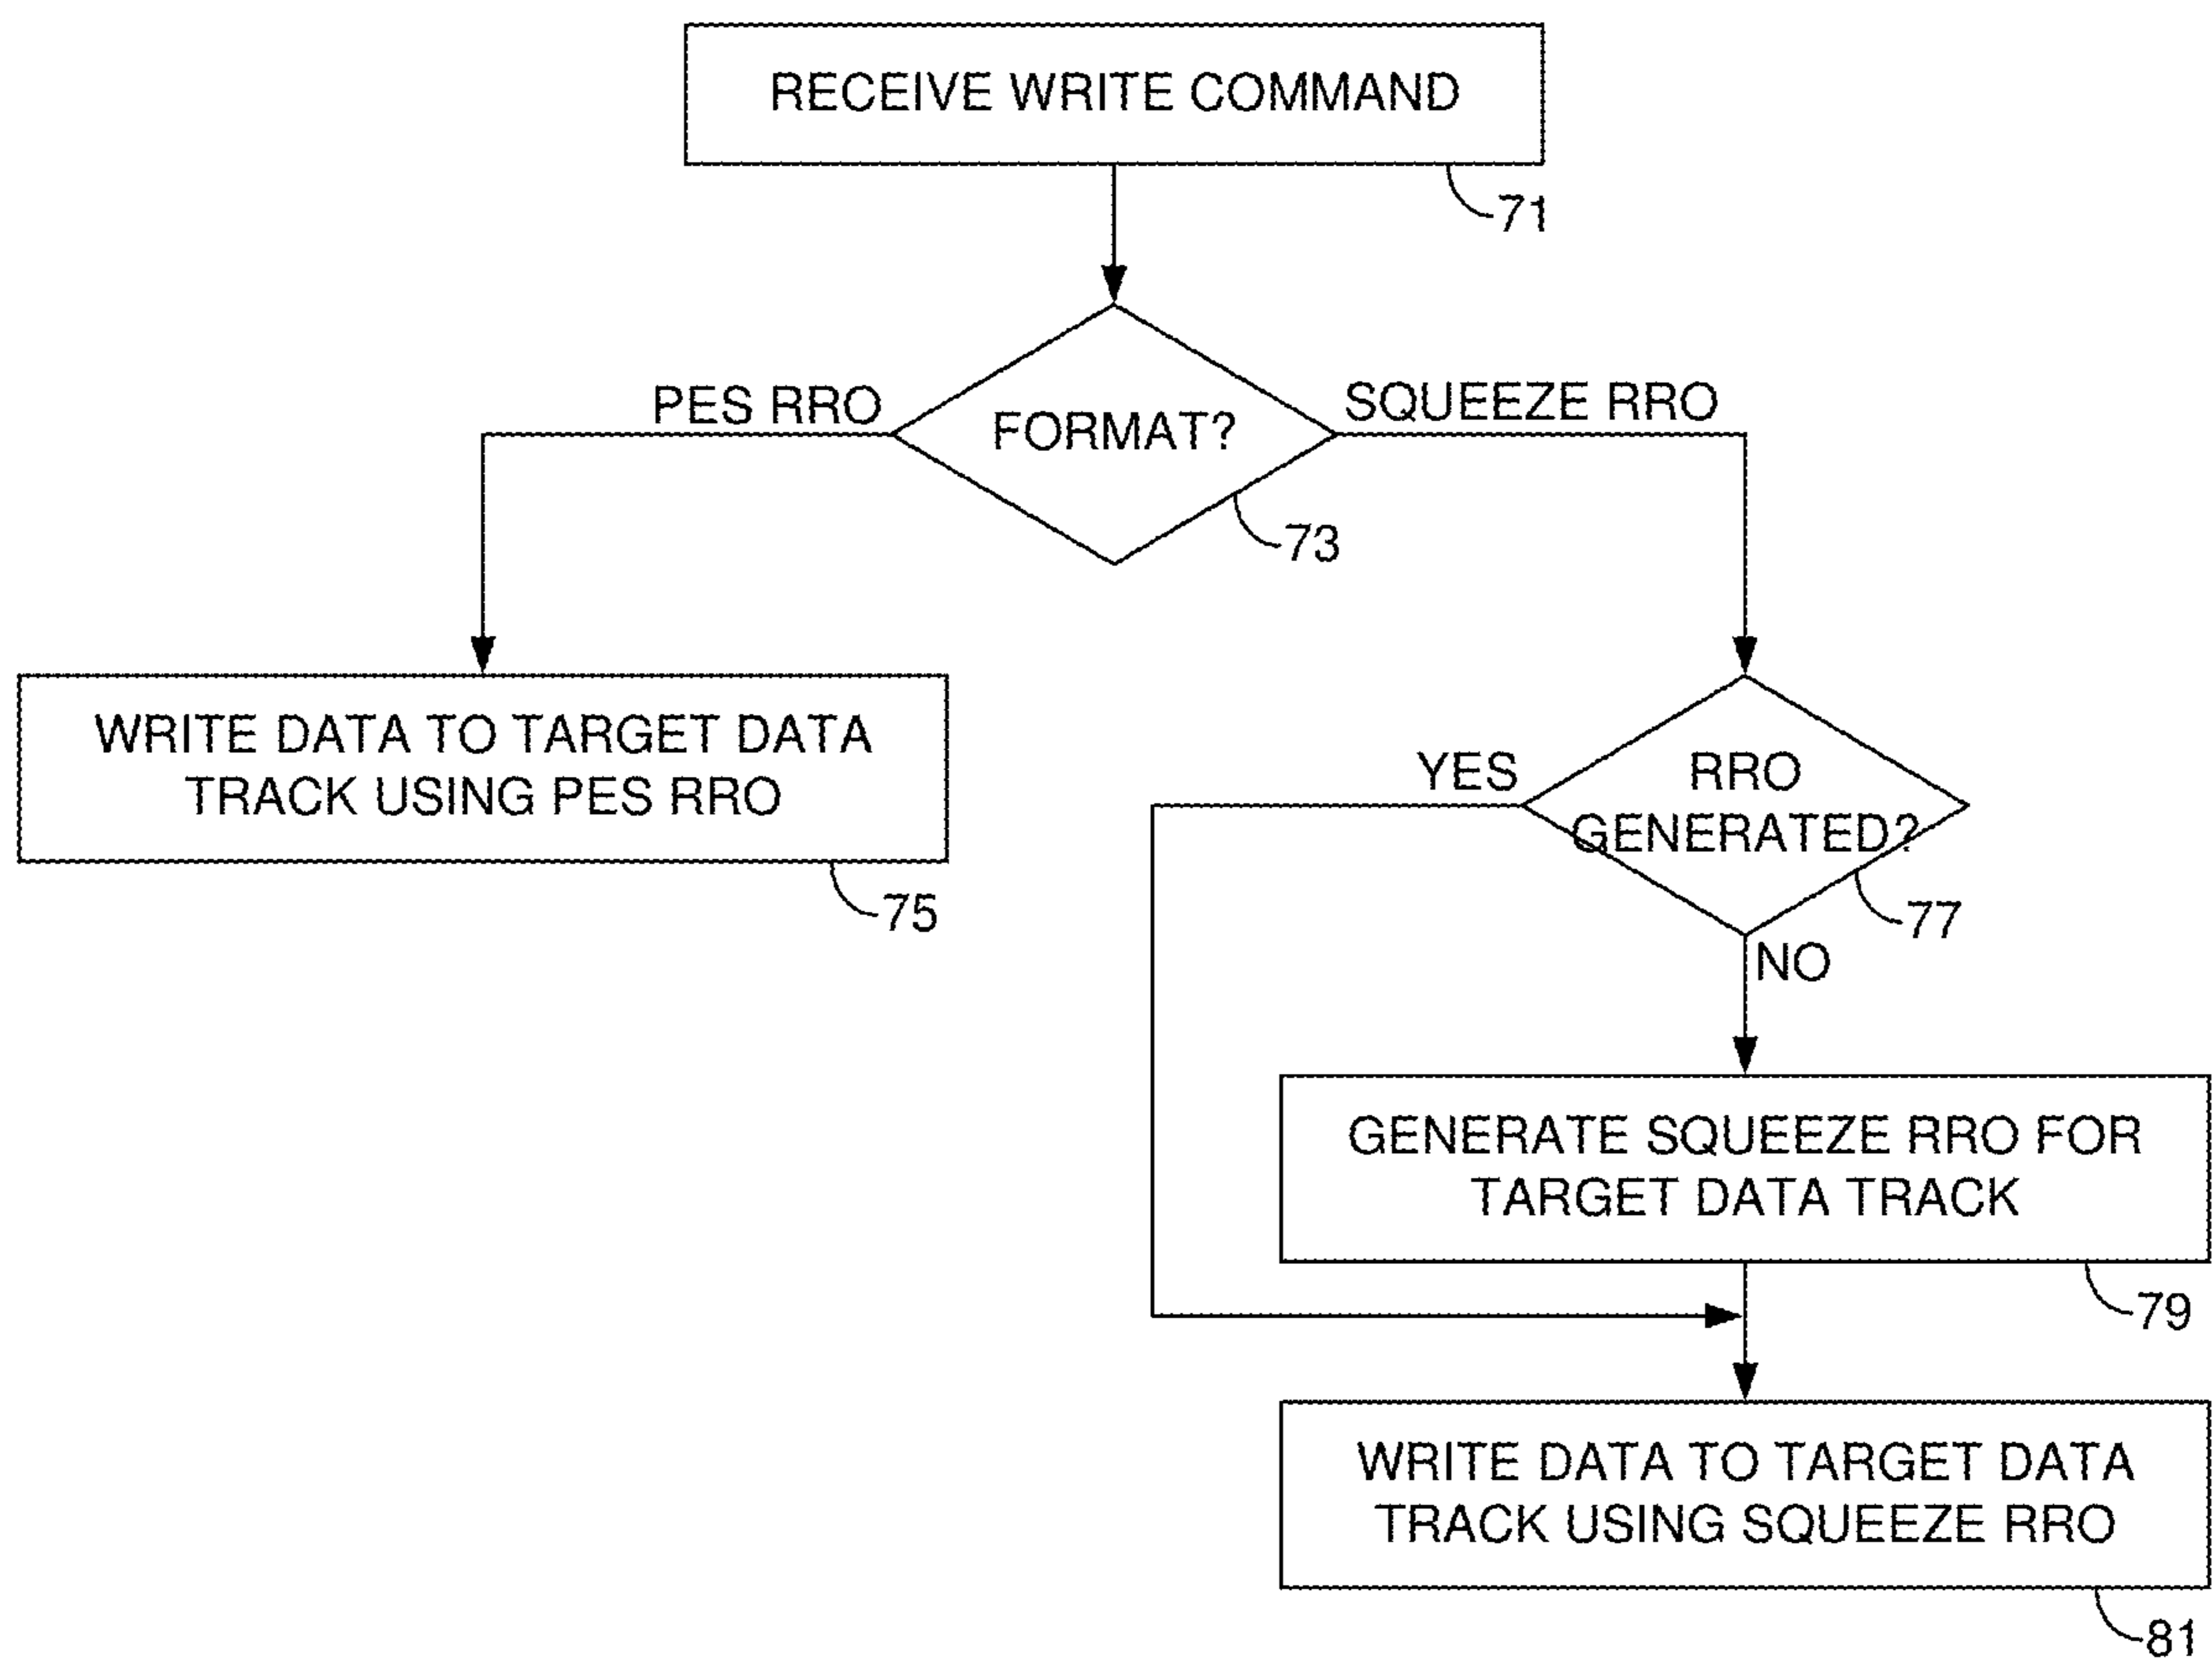 RECEIVE WRITE COMMAND
71
PES RRO
FORMAT?
SQUEEZE RRO
73
WRITE DATA TO TARGET DATA
TRACK USING PES RRO
75
YES
RRO
GENERATED?
77
NO
GENERATE SQUEEZE RRO FOR
TARGET DATA TRACK
79
WRITE DATA TO TARGET DATA
TRACK USING SQUEEZE RRO
81